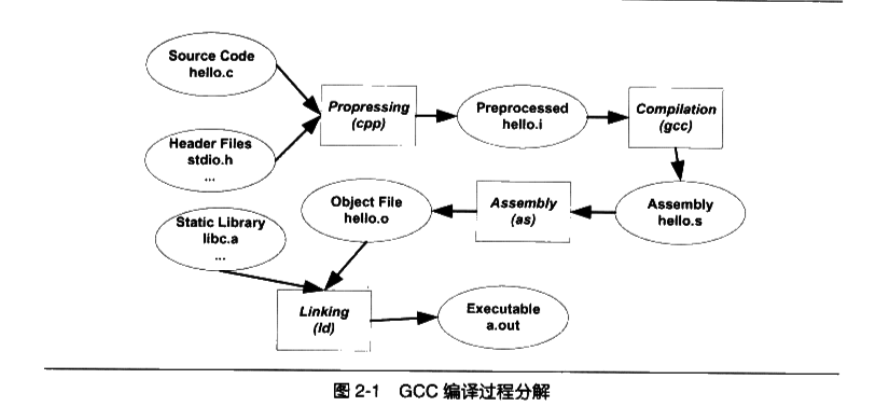 Source Code
hello.c
Header Files
stdio.h
...
Propressing
(cpp)
Preprocessed
hello.i
Compilation
(gcc)
Assembly
hello.s
Assembly
(as)
Object File
hello.o
Static Library
libc.a
...
Linking
(ld)
Executable
a.out
图 2-1 GCC 编译过程分解